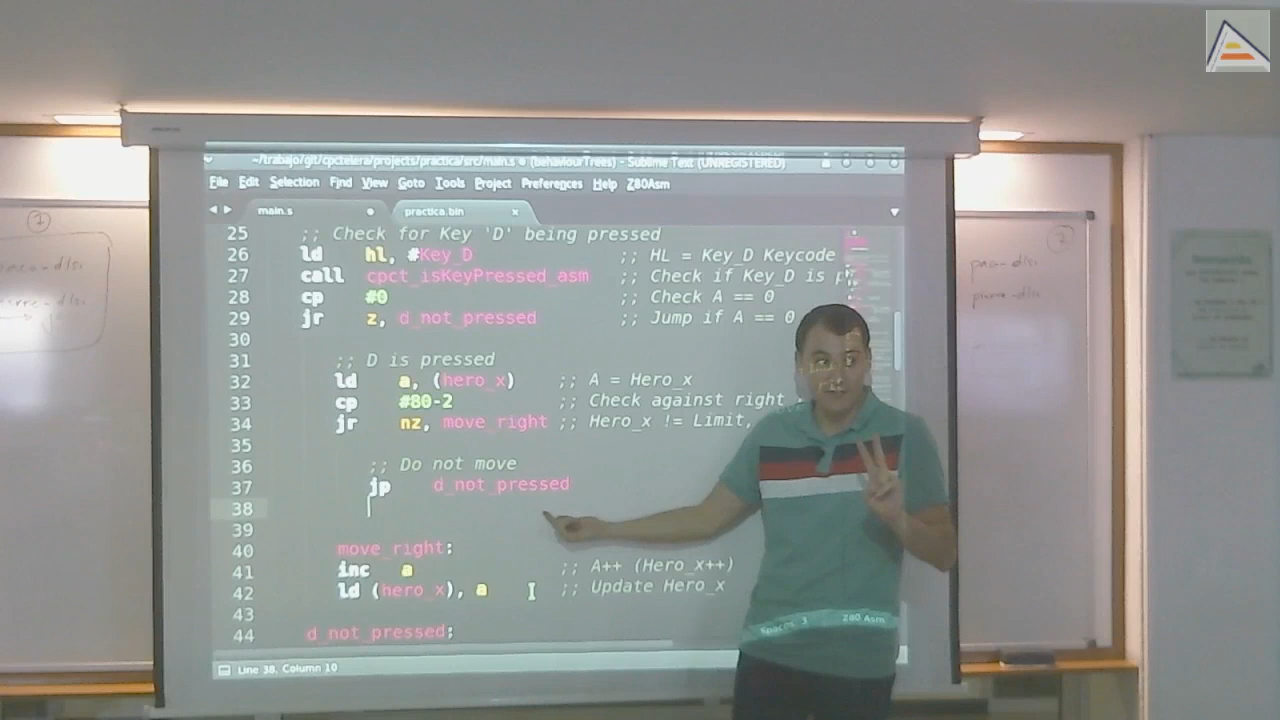 ~/trabajo/git/cpctelera/projects/practica/src/main.s • (behaviourTrees) - Sublime Text (UNREGISTERED)
File Edit Selection Find View Goto Tools Project Preferences Help Z80Asm
main.s practica.bin
25 ;; Check for Key 'D' being pressed
26 ld hl, #Key_D ;; HL = Key_D Keycode
27 call cpct_isKeyPressed_asm ;; Check if Key_D is
28 cp #0 ;; Check A == 0
29 jr z, d_not_pressed ;; Jump if A == 0
30
31 ;; D is pressed
32 ld a, (hero_x) ;; A = Hero_x
33 cp #80-2 ;; Check against right
34 jr nz, move_right ;; Hero_x != Limit,
35
36 ;; Do not move
37 jp d_not_pressed
38
39
40 move_right:
41 inc a ;; A++ (Hero_x++)
42 ld (hero_x), a ;; Update Hero_x
43
44 d_not_pressed:
Line 38, Column 10 Spaces: 3 Z80 Asm